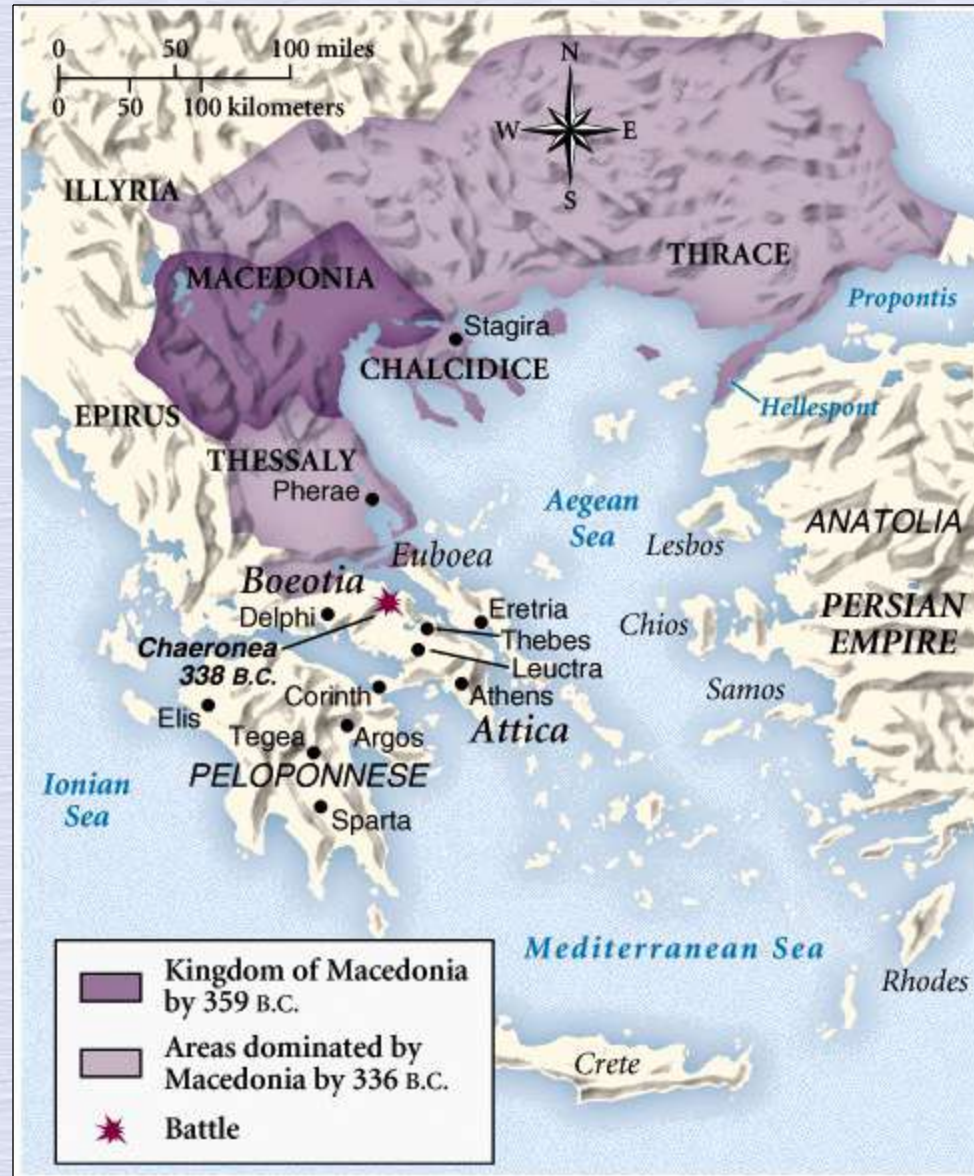 0 50 100 miles
0 50 100 kilometers
N
W E
S
ILLYRIA
THRACE
MACEDONIA
Propontis
Stagira
CHALCIDICE
Hellespont
EPIRUS
THESSALY
Pherae
Aegean
Sea
ANATOLIA
Lesbos
Euboea
Boeotia
Delphi
Eretria
Chios
PERSIAN
EMPIRE
Thebes
Chaeronea
338 B.C.
Leuctra
Corinth
Athens
Samos
Elis
Tegea
Argos
Attica
PELOPONNESE
Ionian
Sea
Sparta
Mediterranean Sea
Rhodes
Crete
Kingdom of Macedonia
by 359 B.C.
Areas dominated by
Macedonia by 336 B.C.
Battle